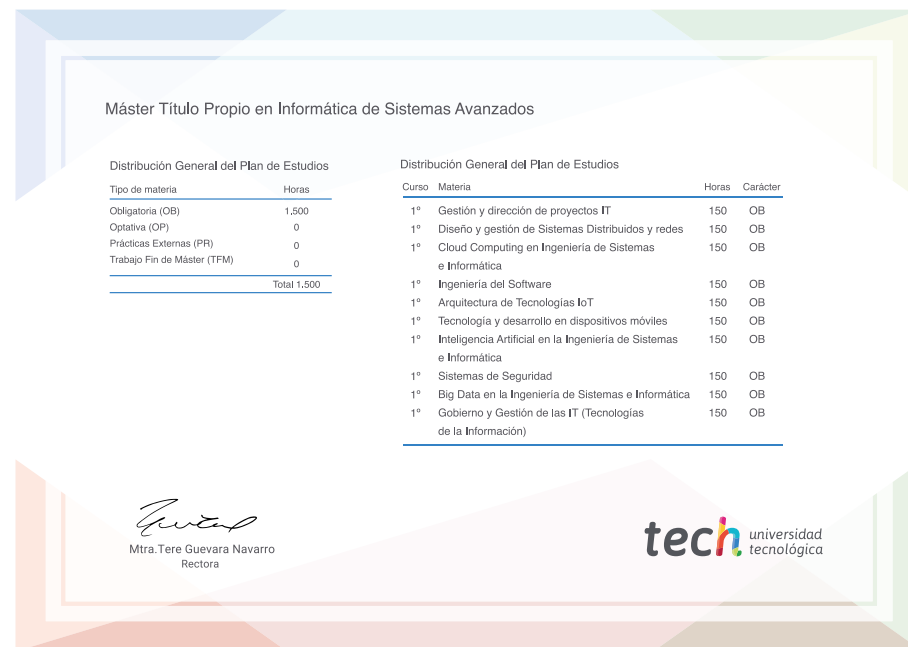 Máster Título Propio en Informática de Sistemas Avanzados
Distribución General del Plan de Estudios
Tipo de materia Horas
Obligatoria (OB) 1.500
Optativa (OP) 0
Prácticas Externas (PR) 0
Trabajo Fin de Máster (TFM) 0
Total 1.500
Distribución General del Plan de Estudios
Curso Materia Horas Carácter
1º Gestión y dirección de proyectos IT 150 OB
1º Diseño y gestión de Sistemas Distribuidos y redes 150 OB
1º Cloud Computing en Ingeniería de Sistemas 150 OB
e Informática
1º Ingeniería del Software 150 OB
1º Arquitectura de Tecnologías IoT 150 OB
1º Tecnología y desarrollo en dispositivos móviles 150 OB
1º Inteligencia Artificial en la Ingeniería de Sistemas 150 OB
e Informática
1º Sistemas de Seguridad 150 OB
1º Big Data en la Ingeniería de Sistemas e Informática 150 OB
1º Gobierno y Gestión de las IT (Tecnologías 150 OB
de la Información)
Mtra.Tere Guevara Navarro
Rectora
tech universidad
tecnológica